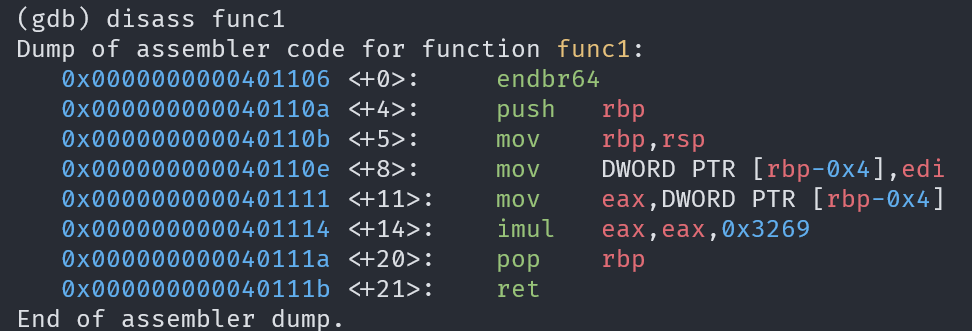 (gdb) disass func1
Dump of assembler code for function func1:
   0x0000000000401106 <+0>:     endbr64
   0x000000000040110a <+4>:     push   rbp
   0x000000000040110b <+5>:     mov    rbp,rsp
   0x000000000040110e <+8>:     mov    DWORD PTR [rbp-0x4],edi
   0x0000000000401111 <+11>:    mov    eax,DWORD PTR [rbp-0x4]
   0x0000000000401114 <+14>:    imul   eax,eax,0x3269
   0x000000000040111a <+20>:    pop    rbp
   0x000000000040111b <+21>:    ret
End of assembler dump.